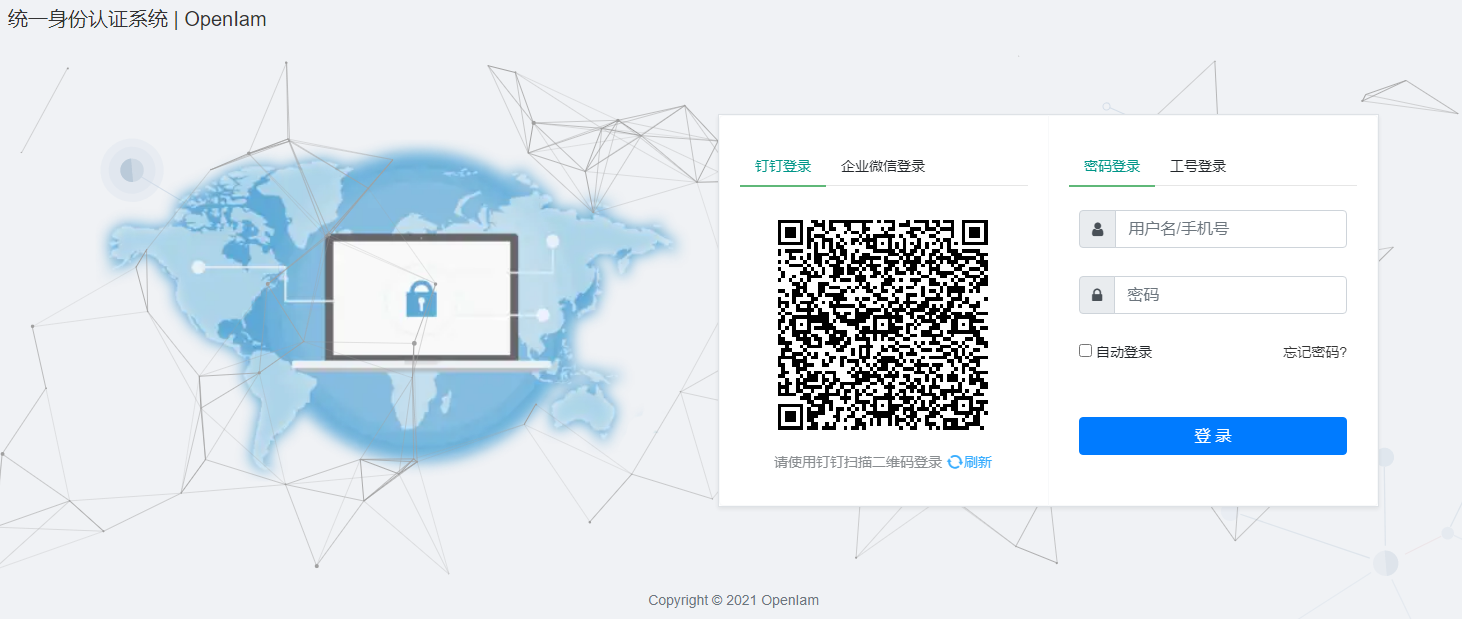 统一身份认证系统 | OpenIam
钉钉登录 企业微信登录
密码登录 工号登录
用户名/手机号
密码
自动登录 忘记密码?
登 录
请使用钉钉扫描二维码登录 刷新
Copyright © 2021 OpenIam